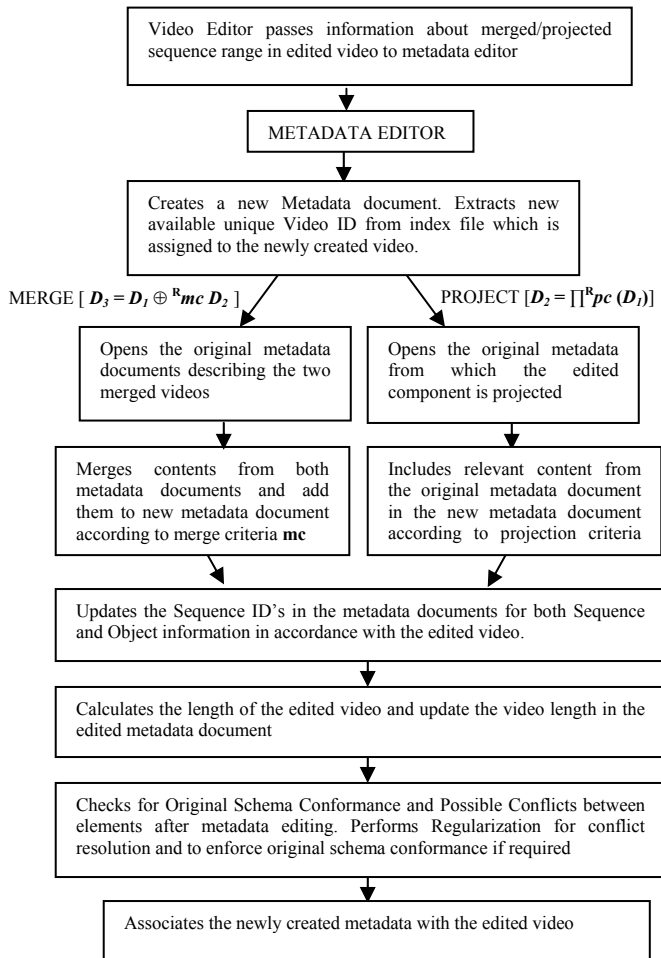 Video Editor passes information about merged/projected
sequence range in edited video to metadata editor
METADATA EDITOR
Creates a new Metadata document. Extracts new
available unique Video ID from index file which is
assigned to the newly created video.
MERGE [ D₃ = D₁ ⊕ ᴿmc D₂ ]
PROJECT [D₂ = ∏ᴿpc (D₁)]
Opens the original metadata
documents describing the two
merged videos
Opens the original metadata
from which the edited
component is projected
Merges contents from both
metadata documents and add
them to new metadata document
according to merge criteria mc
Includes relevant content from
the original metadata document
in the new metadata document
according to projection criteria
Updates the Sequence ID's in the metadata documents for both Sequence
and Object information in accordance with the edited video.
Calculates the length of the edited video and update the video length in the
edited metadata document
Checks for Original Schema Conformance and Possible Conflicts between
elements after metadata editing. Performs Regularization for conflict
resolution and to enforce original schema conformance if required
Associates the newly created metadata with the edited video